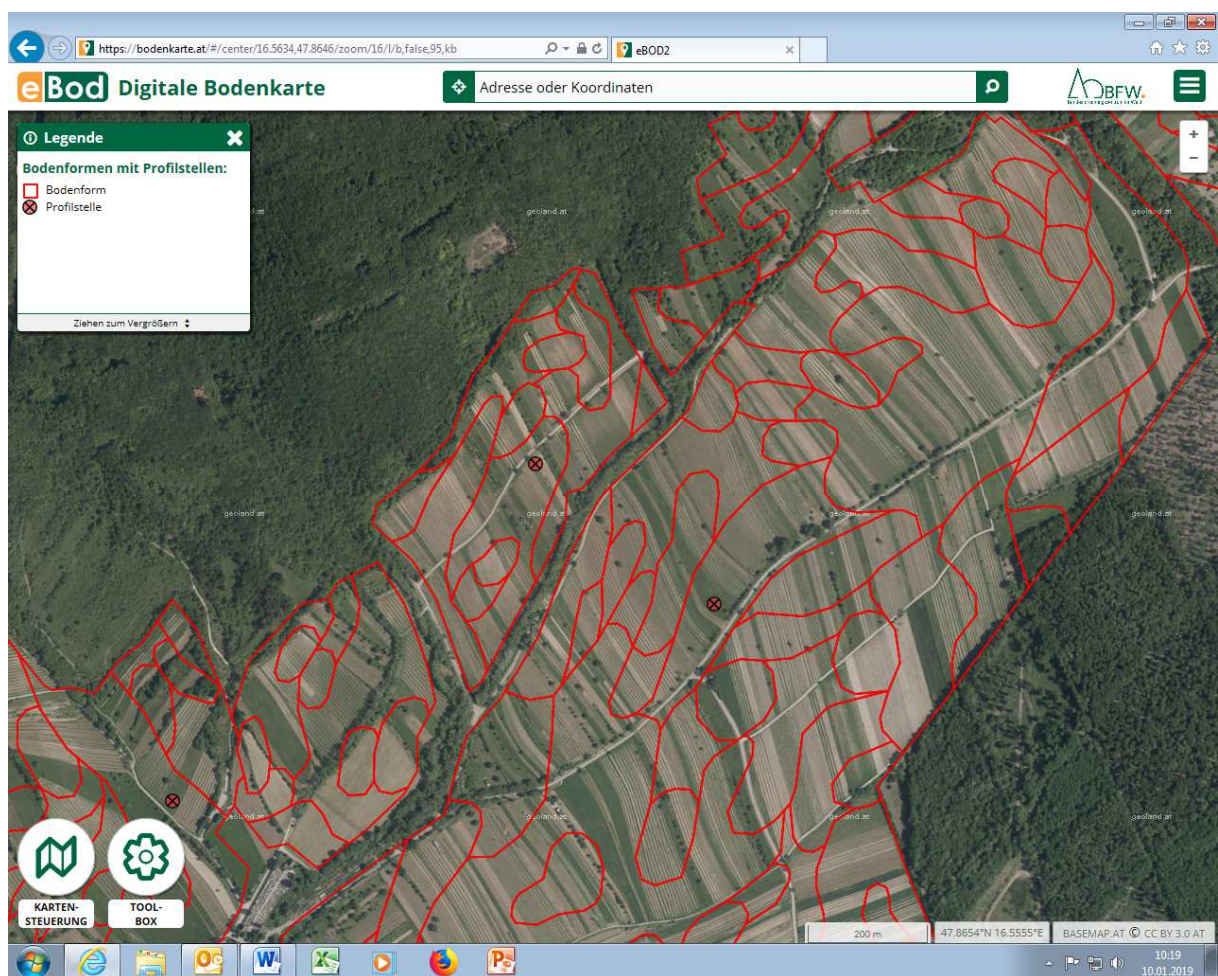 https://bodenkarte.at/#/center/16.5634,47.8646/zoom/16/l/b,false,95,kb
eBOD2
eBod Digitale Bodenkarte
Adresse oder Koordinaten
BFW.
Legende
Bodenformen mit Profilstellen:
Bodenform
Profilstelle
Ziehen zum Vergrößern
+
−
geoland.at
geoland.at
geoland.at
geoland.at
geoland.at
geoland.at
geoland.at
geoland.at
geoland.at
geoland.at
geoland.at
KARTEN-
STEUERUNG
TOOL-
BOX
200 m
47.8654°N 16.5555°E
BASEMAP.AT © CC BY 3.0 AT
10:19
10.01.2019